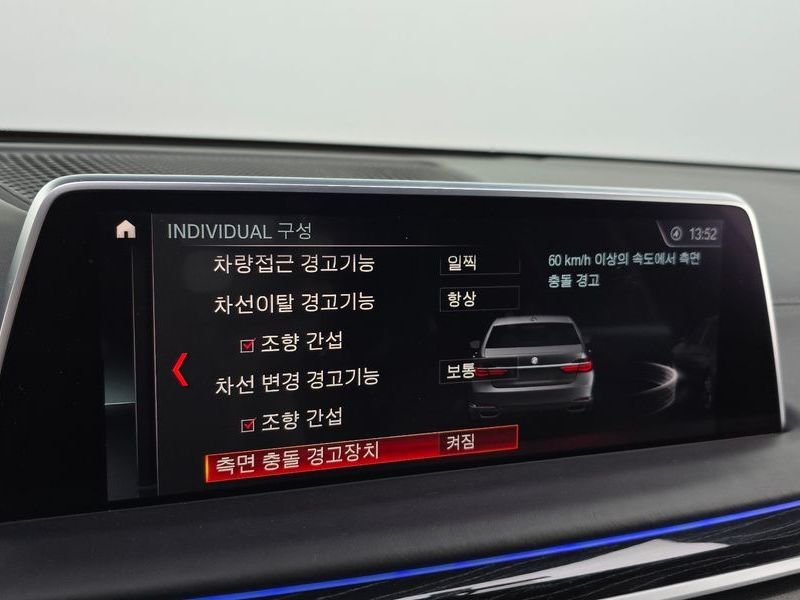 INDIVIDUAL 구성
13:52
차량접근 경고기능 일찍
차선이탈 경고기능 항상
조향 간섭
차선 변경 경고기능 보통
조향 간섭
측면 충돌 경고장치 켜짐
60 km/h 이상의 속도에서 측면
충돌 경고